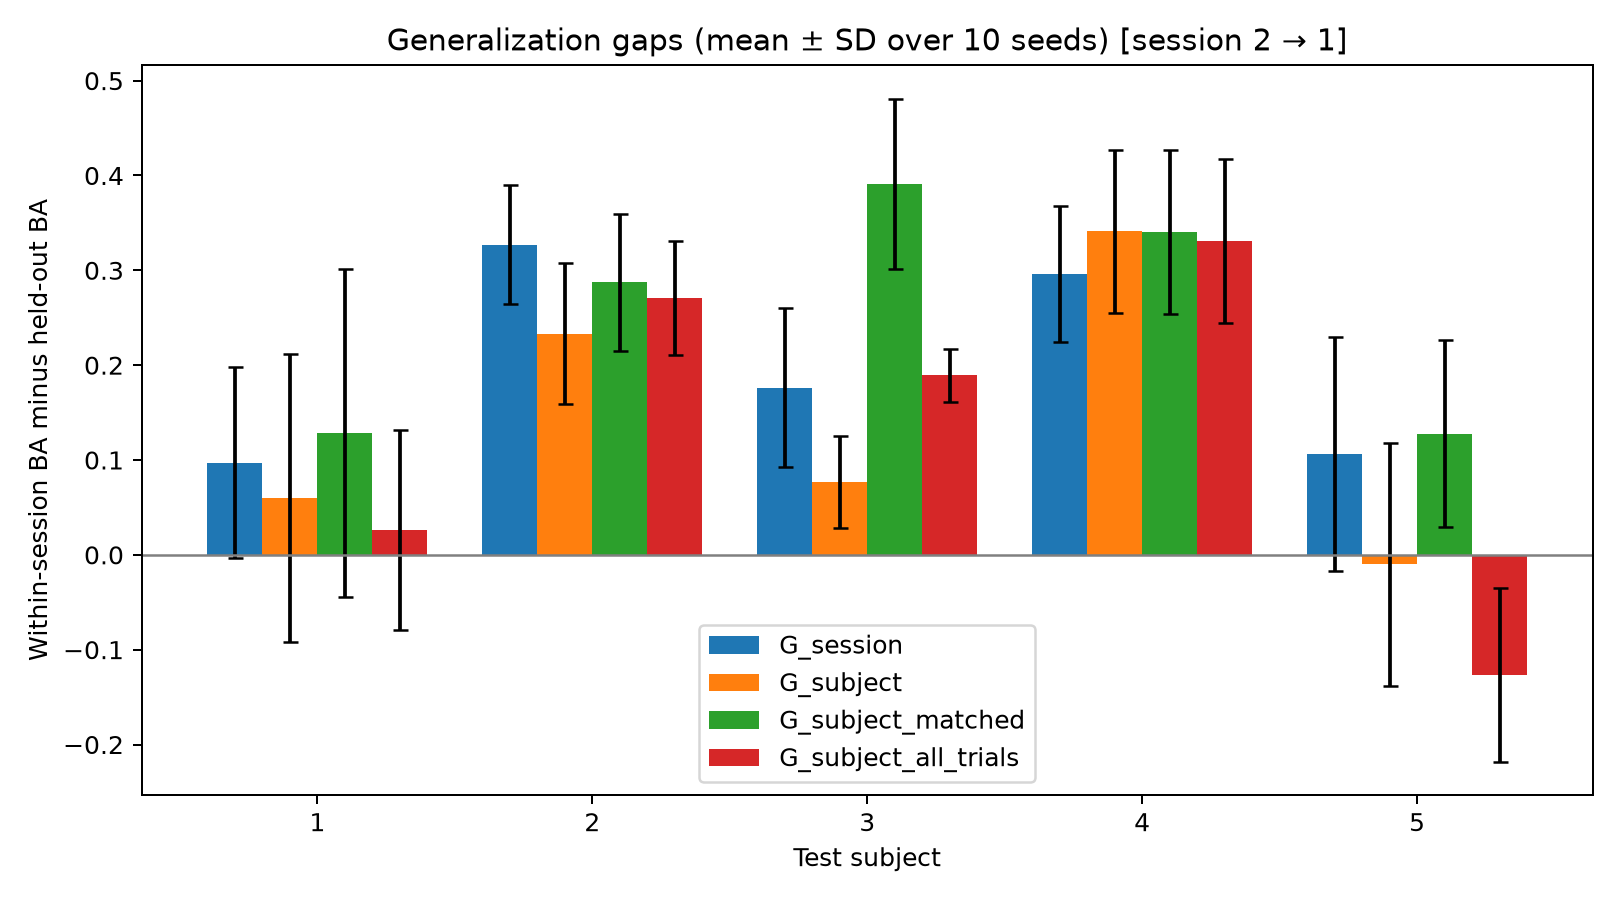 Generalization gaps (mean ± SD over 10 seeds) [session 2 → 1]
Within-session BA minus held-out BA
0.5
0.4
0.3
0.2
0.1
0.0
−0.1
−0.2
G_session
G_subject
G_subject_matched
G_subject_all_trials
1 2 3 4 5
Test subject